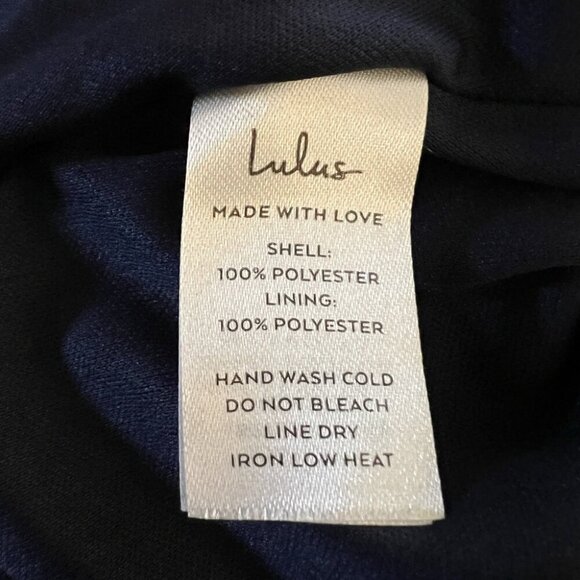 Lulus
MADE WITH LOVE
SHELL:
100% POLYESTER
LINING:
100% POLYESTER
HAND WASH COLD
DO NOT BLEACH
LINE DRY
IRON LOW HEAT